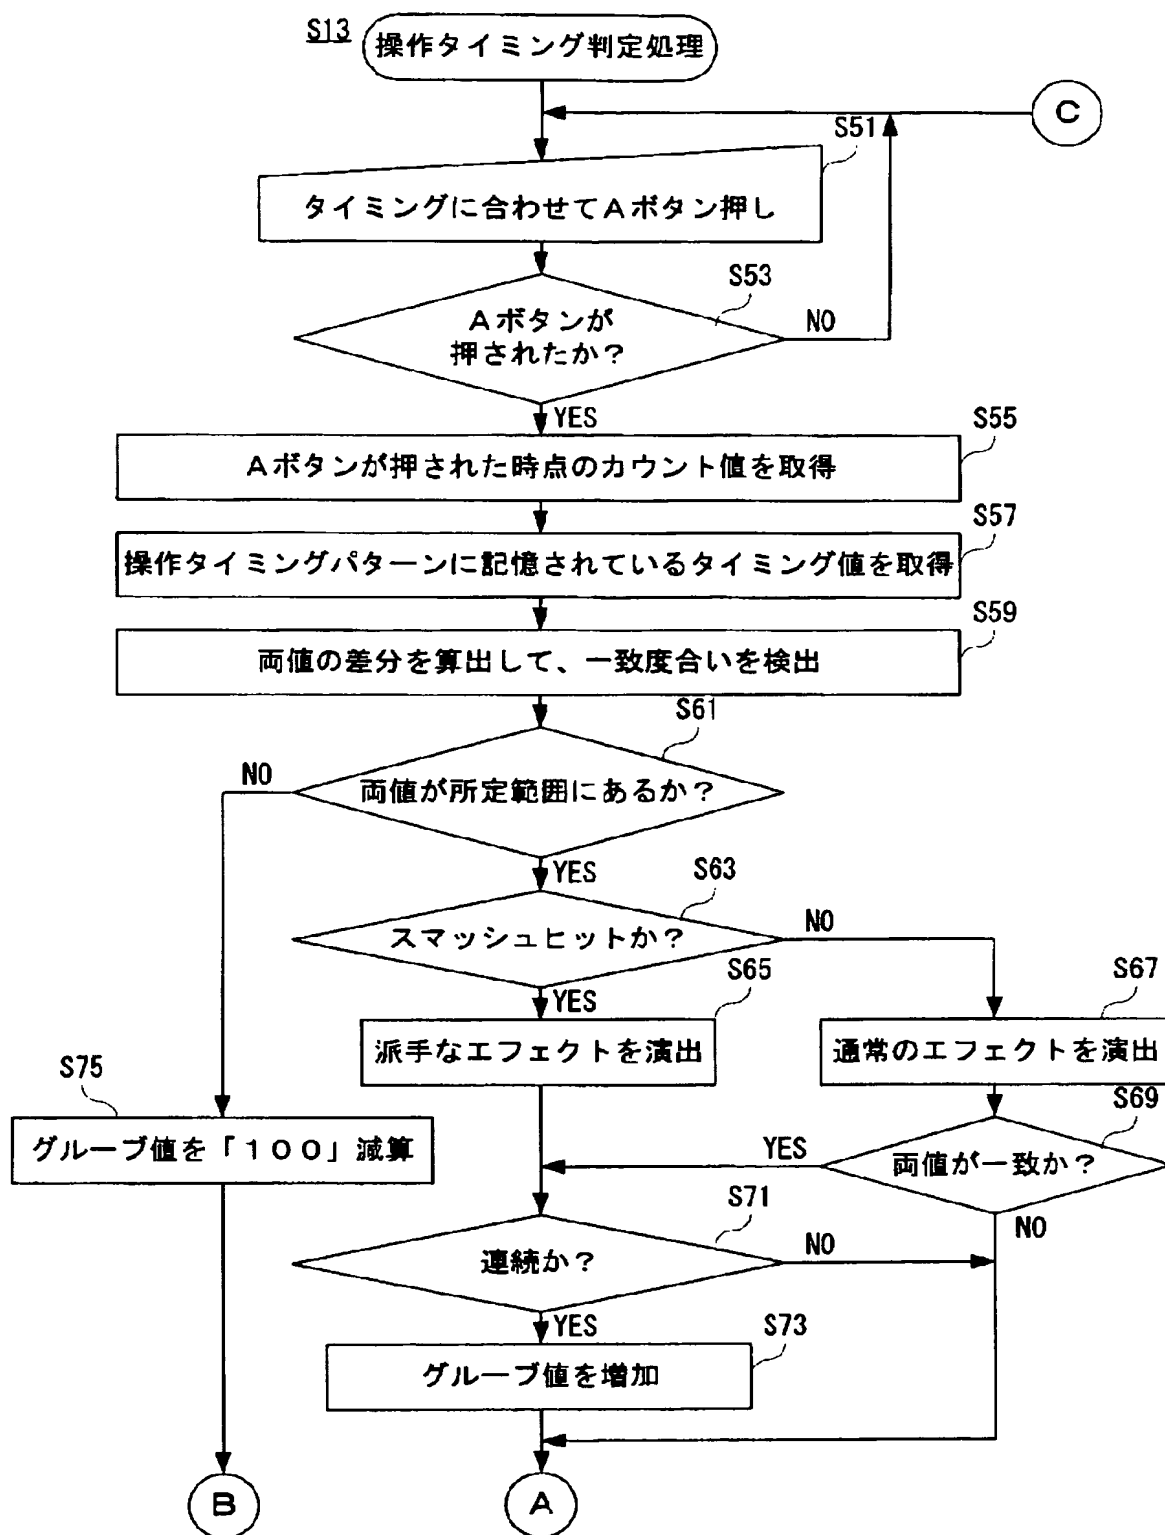 S13
操作タイミング判定処理
C
S51
タイミングに合わせてAボタン押し
S53
Aボタンが
押されたか?
NO
YES
S55
Aボタンが押された時点のカウント値を取得
S57
操作タイミングパターンに記憶されているタイミング値を取得
S59
両値の差分を算出して、一致度合いを検出
S61
両値が所定範囲にあるか?
NO
YES
S63
スマッシュヒットか?
NO
YES
S65
派手なエフェクトを演出
S67
通常のエフェクトを演出
S75
グルーブ値を「100」減算
S69
両値が一致か?
YES
NO
S71
連続か?
NO
YES
S73
グルーブ値を増加
B
A